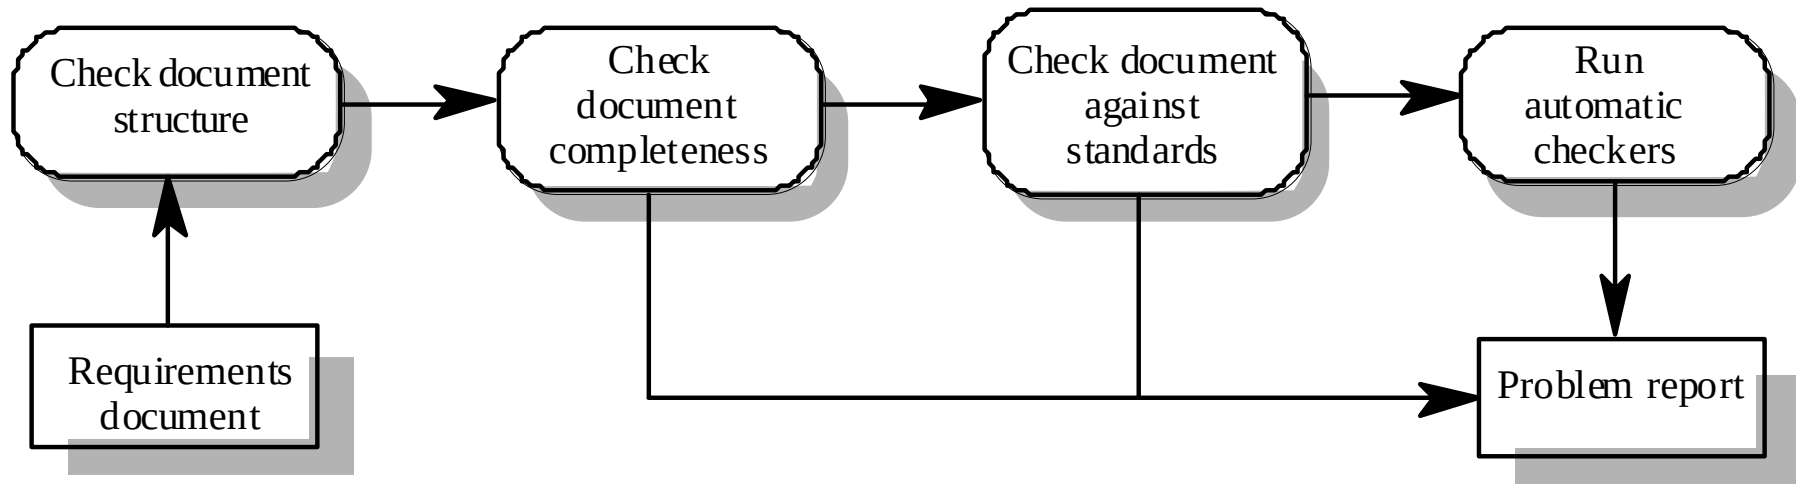 Check document
structure
Check
document
completeness
Check document
against
standards
Run
automatic
checkers
Requirements
document
Problem report